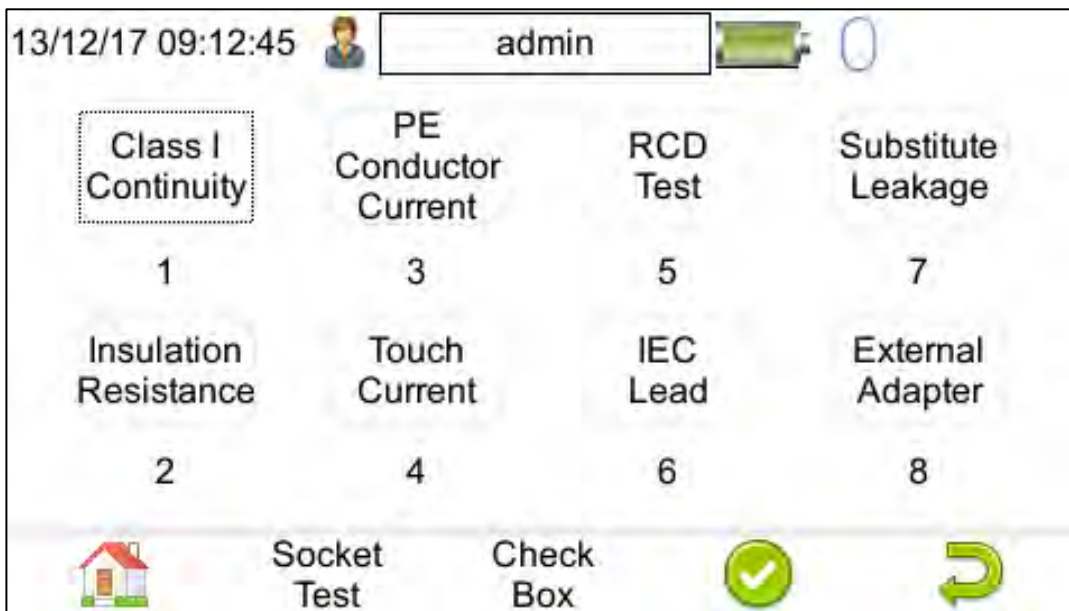 13/12/17 09:12:45 admin
Class I
Continuity
PE
Conductor
Current
RCD
Test
Substitute
Leakage
1 3 5 7
Insulation
Resistance
Touch
Current
IEC
Lead
External
Adapter
2 4 6 8
Socket
Test
Check
Box